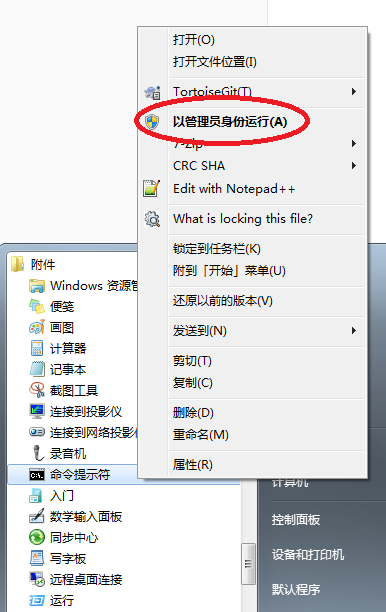 打开(O)
打开文件位置(I)
TortoiseGit(T)
以管理员身份运行(A)
7-Zip
CRC SHA
Edit with Notepad++
What is locking this file?
锁定到任务栏(K)
附到「开始」菜单(U)
还原以前的版本(V)
发送到(N)
剪切(T)
复制(C)
删除(D)
重命名(M)
属性(R)
附件
Windows 资源管
便笺
画图
计算器
记事本
截图工具
连接到投影仪
连接到网络投影
录音机
命令提示符
入门
数学输入面板
同步中心
写字板
远程桌面连接
运行
计算机
控制面板
设备和打印机
默认程序